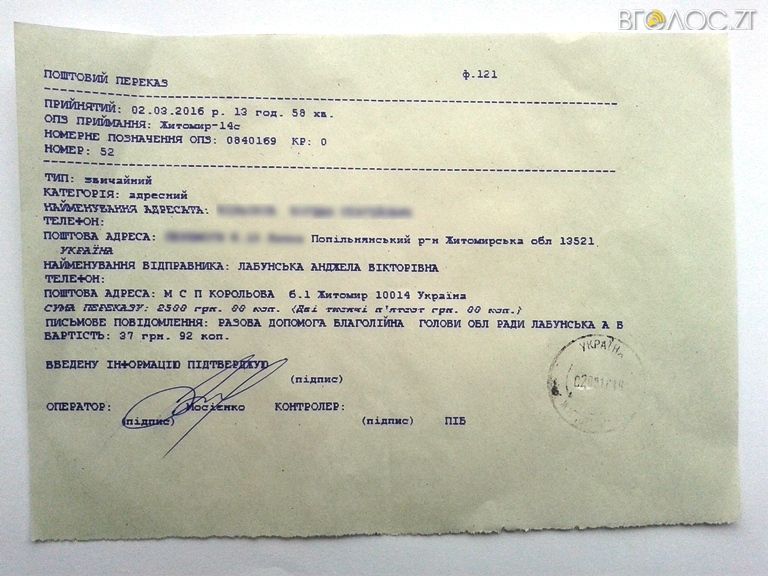 ВГОЛОС.ZT
ПОШТОВИЙ ПЕРЕКАЗ ф.121
ПРИЙНЯТИЙ: 02.03.2016 р. 13 год. 58 хв.
ОПЗ ПРИЙМАННЯ: Житомир-14с
НОМЕРНЕ ПОЗНАЧЕННЯ ОПЗ: 0840169 КР: 0
НОМЕР: 52
ТИП: звичайний
КАТЕГОРІЯ: адресний
НАЙМЕНУВАННЯ АДРЕСАТА:
ТЕЛЕФОН:
ПОШТОВА АДРЕСА: Попільнянський р-н Житомирська обл 13521
УКРАЇНА
НАЙМЕНУВАННЯ ВІДПРАВНИКА: ЛАБУНСЬКА АНДЖЕЛА ВІКТОРІВНА
ТЕЛЕФОН:
ПОШТОВА АДРЕСА: М С П КОРОЛЬОВА б.1 Житомир 10014 Україна
СУМА ПЕРЕКАЗУ: 2500 грн. 00 коп. (Дві тисячі п'ятсот грн. 00 коп.)
ПИСЬМОВЕ ПОВІДОМЛЕННЯ: РАЗОВА ДОПОМОГА БЛАГОЛІЙНА ГОЛОВИ ОБЛ РАДИ ЛАБУНСЬКА А В
ВАРТІСТЬ: 37 грн. 92 коп.
ВВЕДЕНУ ІНФОРМАЦІЮ ПІДТВЕРДЖУЮ
(підпис)
ОПЕРАТОР: Мосієнко КОНТРОЛЕР:
(підпис) (підпис) ПІБ
УКРАЇНА